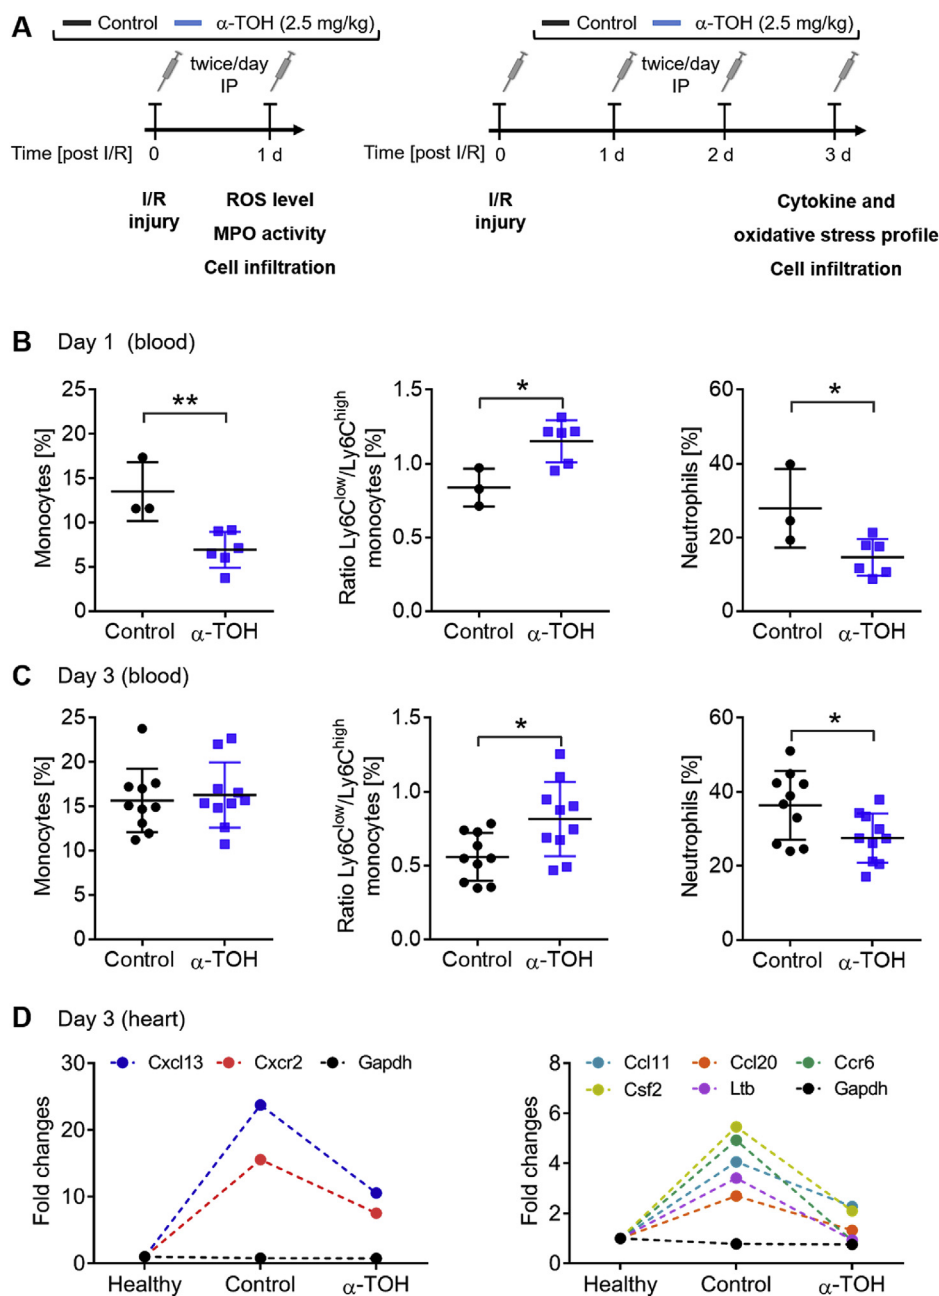 A
Control α-TOH (2.5 mg/kg)
twice/day
IP
Time [post I/R] 0 1 d
I/R injury
ROS level
MPO activity
Cell infiltration
Control α-TOH (2.5 mg/kg)
twice/day
IP
Time [post I/R] 0 1 d 2 d 3 d
I/R injury
Cytokine and
oxidative stress profile
Cell infiltration
B Day 1 (blood)
Monocytes [%]
25
20
15
10
5
0
**
Control α-TOH
Ratio Ly6Clow/Ly6Chigh
monocytes [%]
1.5
1.0
0.5
0.0
*
Control α-TOH
Neutrophils [%]
60
40
20
0
*
Control α-TOH
C Day 3 (blood)
Monocytes [%]
25
20
15
10
5
0
Control α-TOH
Ratio Ly6Clow/Ly6Chigh
monocytes [%]
1.5
1.0
0.5
0.0
*
Control α-TOH
Neutrophils [%]
60
40
20
0
*
Control α-TOH
D Day 3 (heart)
Cxcl13 Cxcr2 Gapdh
Fold changes
30
20
10
0
Healthy Control α-TOH
Ccl11 Ccl20 Ccr6
Csf2 Ltb Gapdh
Fold changes
8
6
4
2
0
Healthy Control α-TOH